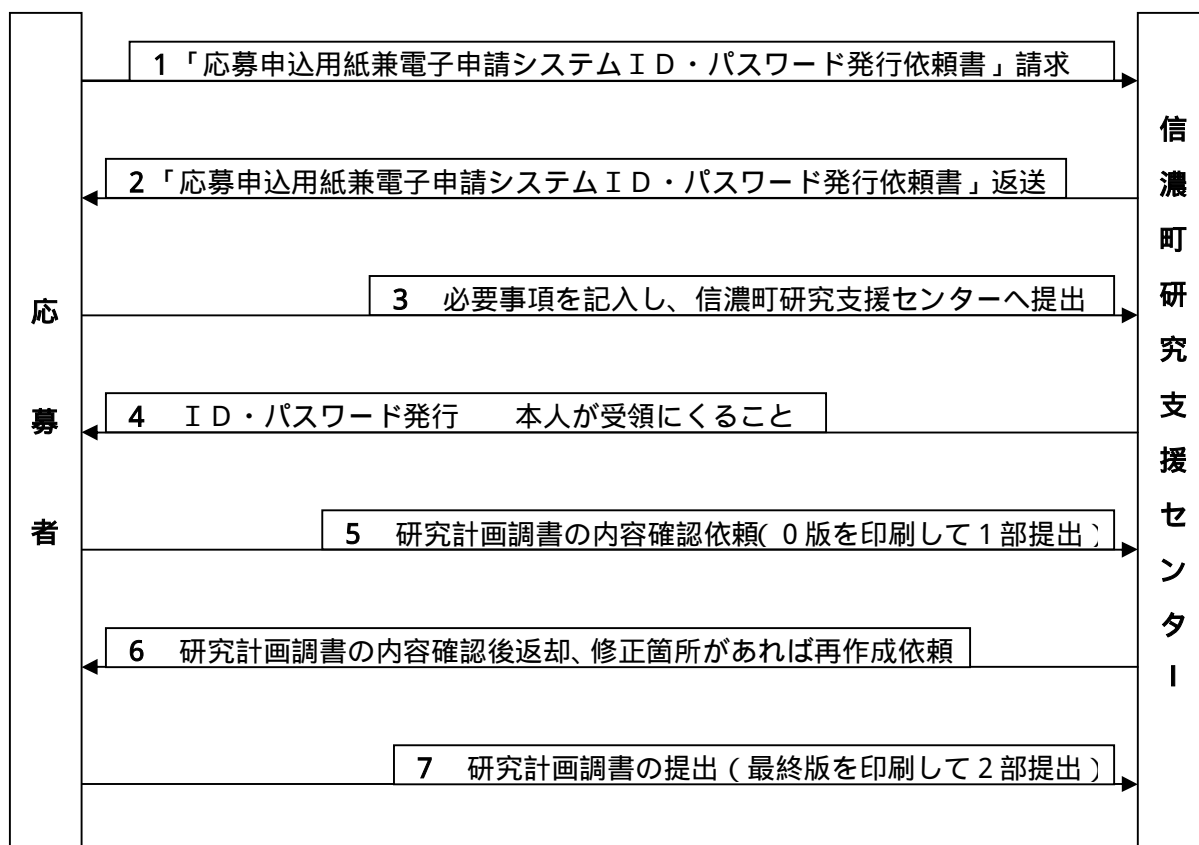 1「応募申込用紙兼電子申請システムＩＤ・パスワード発行依頼書」請求
2「応募申込用紙兼電子申請システムＩＤ・パスワード発行依頼書」返送
3　必要事項を記入し、信濃町研究支援センターへ提出
4　ＩＤ・パスワード発行　　本人が受領にくること
5　研究計画調書の内容確認依頼（０版を印刷して１部提出）
6　研究計画調書の内容確認後返却、修正箇所があれば再作成依頼
7　研究計画調書の提出（最終版を印刷して２部提出）
応募者
信濃町研究支援センター